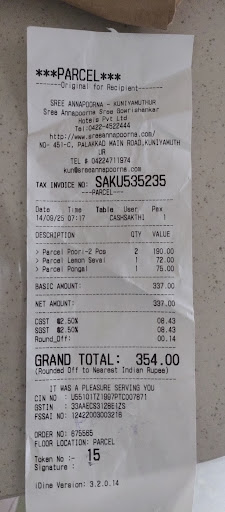 ***PARCEL***
------Original for Recipient------
SREE ANNAPOORNA - KUNIYAMUTHUR
Sree Annapoorna Sree Gowrishankar
Hotels Pvt Ltd
Tel:0422-4522444
http://www.sreeannapoorna.com/
NO- 451-C, PALAKKAD MAIN ROAD,KUNIYAMUTH
UR
TEL # 04224711974
kun@sreeannapoorna.com
TAX INVOICE NO: SAKU535235
---PARCEL---
Date Time Table User Pax
14/09/25 07:17 CASHSAKTHI 1
DESCRIPTION QTY VALUE
> Parcel Poori-2 Pcs 2 190.00
> Parcel Lemon Sevai 1 72.00
> Parcel Pongal 1 75.00
BASIC AMOUNT: 337.00
NET AMOUNT: 337.00
CGST @2.50% 08.43
SGST @2.50% 08.43
Round_Off: 00.14
GRAND TOTAL: 354.00
(Rounded Off to Nearest Indian Rupee)
IT WAS A PLEASURE SERVING YOU
CIN NO : U55101TZ1997PTC007871
GSTIN : 33AAECS3128E1ZS
FSSAI NO: 12422003003218
ORDER NO: 675565
FLOOR LOCATION: PARCEL
Token No :- 15
Signature :
iDine Version: 3.2.0.14